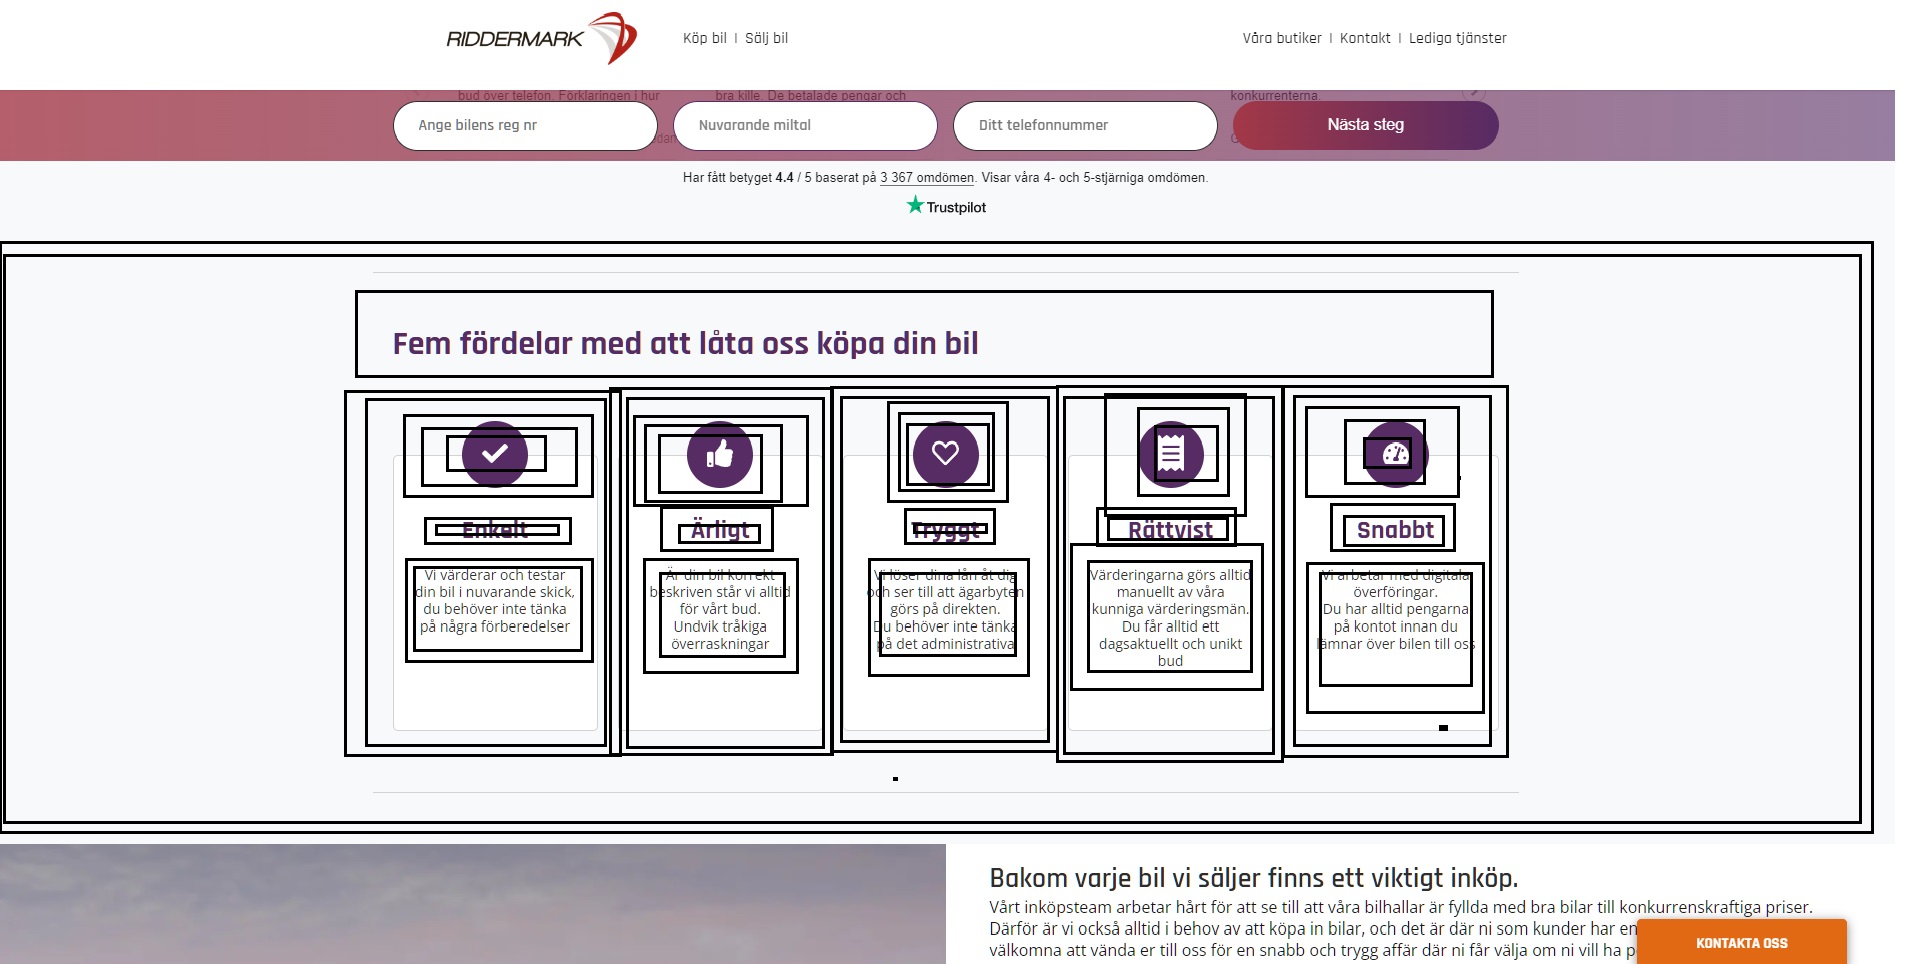 RIDDERMARK
Köp bil | Sälj bil
Våra butiker | Kontakt | Lediga tjänster
bud över telefon. Förklaringen i hur
bra kille. De betalade pengar och
konkurrenterna.
Ange bilens reg nr
Nuvarande miltal
Ditt telefonnummer
Nästa steg
Har fått betyget 4.4 / 5 baserat på 3 367 omdömen. Visar våra 4- och 5-stjärniga omdömen.
Trustpilot
Fem fördelar med att låta oss köpa din bil
Enkelt
Vi värderar och testar
din bil i nuvarande skick,
du behöver inte tänka
på några förberedelser
Ärligt
Är din bil korrekt
beskriven står vi alltid
för vårt bud.
Undvik tråkiga
överraskningar
Tryggt
Vi löser dina lån åt dig
och ser till att ägarbyten
görs på direkten.
Du behöver inte tänka
på det administrativa
Rättvist
Värderingarna görs alltid
manuellt av våra
kunniga värderingsmän.
Du får alltid ett
dagsaktuellt och unikt
bud
Snabbt
Vi arbetar med digitala
överföringar.
Du har alltid pengarna
på kontot innan du
lämnar över bilen till oss
Bakom varje bil vi säljer finns ett viktigt inköp.
Vårt inköpsteam arbetar hårt för att se till att våra bilhallar är fyllda med bra bilar till konkurrenskraftiga priser.
Därför är vi också alltid i behov av att köpa in bilar, och det är där ni som kunder har en
välkomna att vända er till oss för en snabb och trygg affär där ni får välja om ni vill ha
KONTAKTA OSS